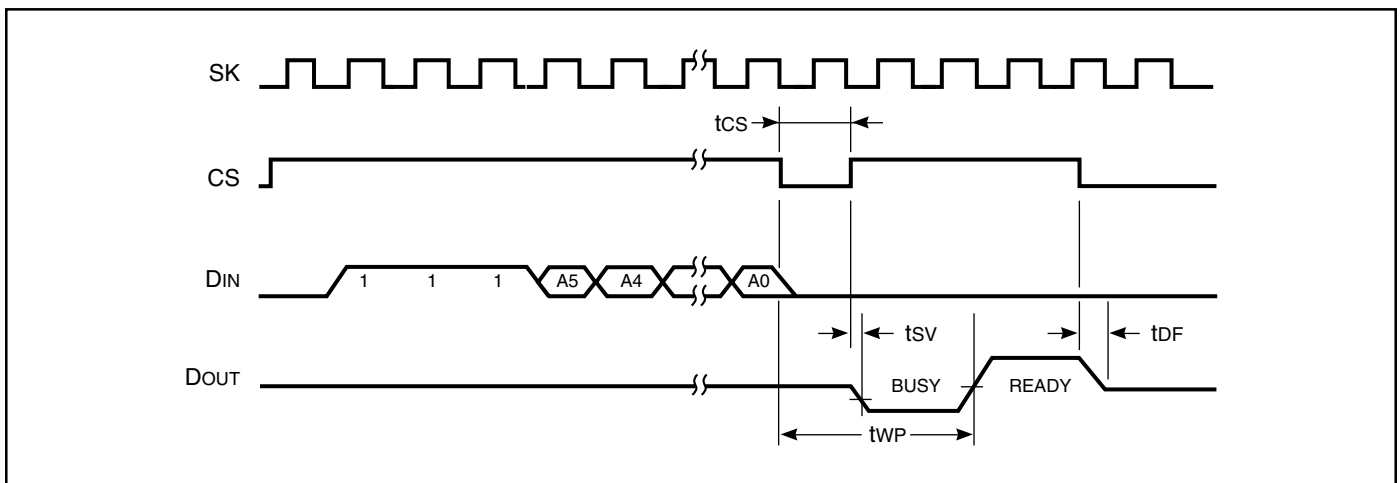 SK
tCS
CS
DIN 1 1 1 A5 A4 A0
tSV tDF
DOUT BUSY READY
tWP